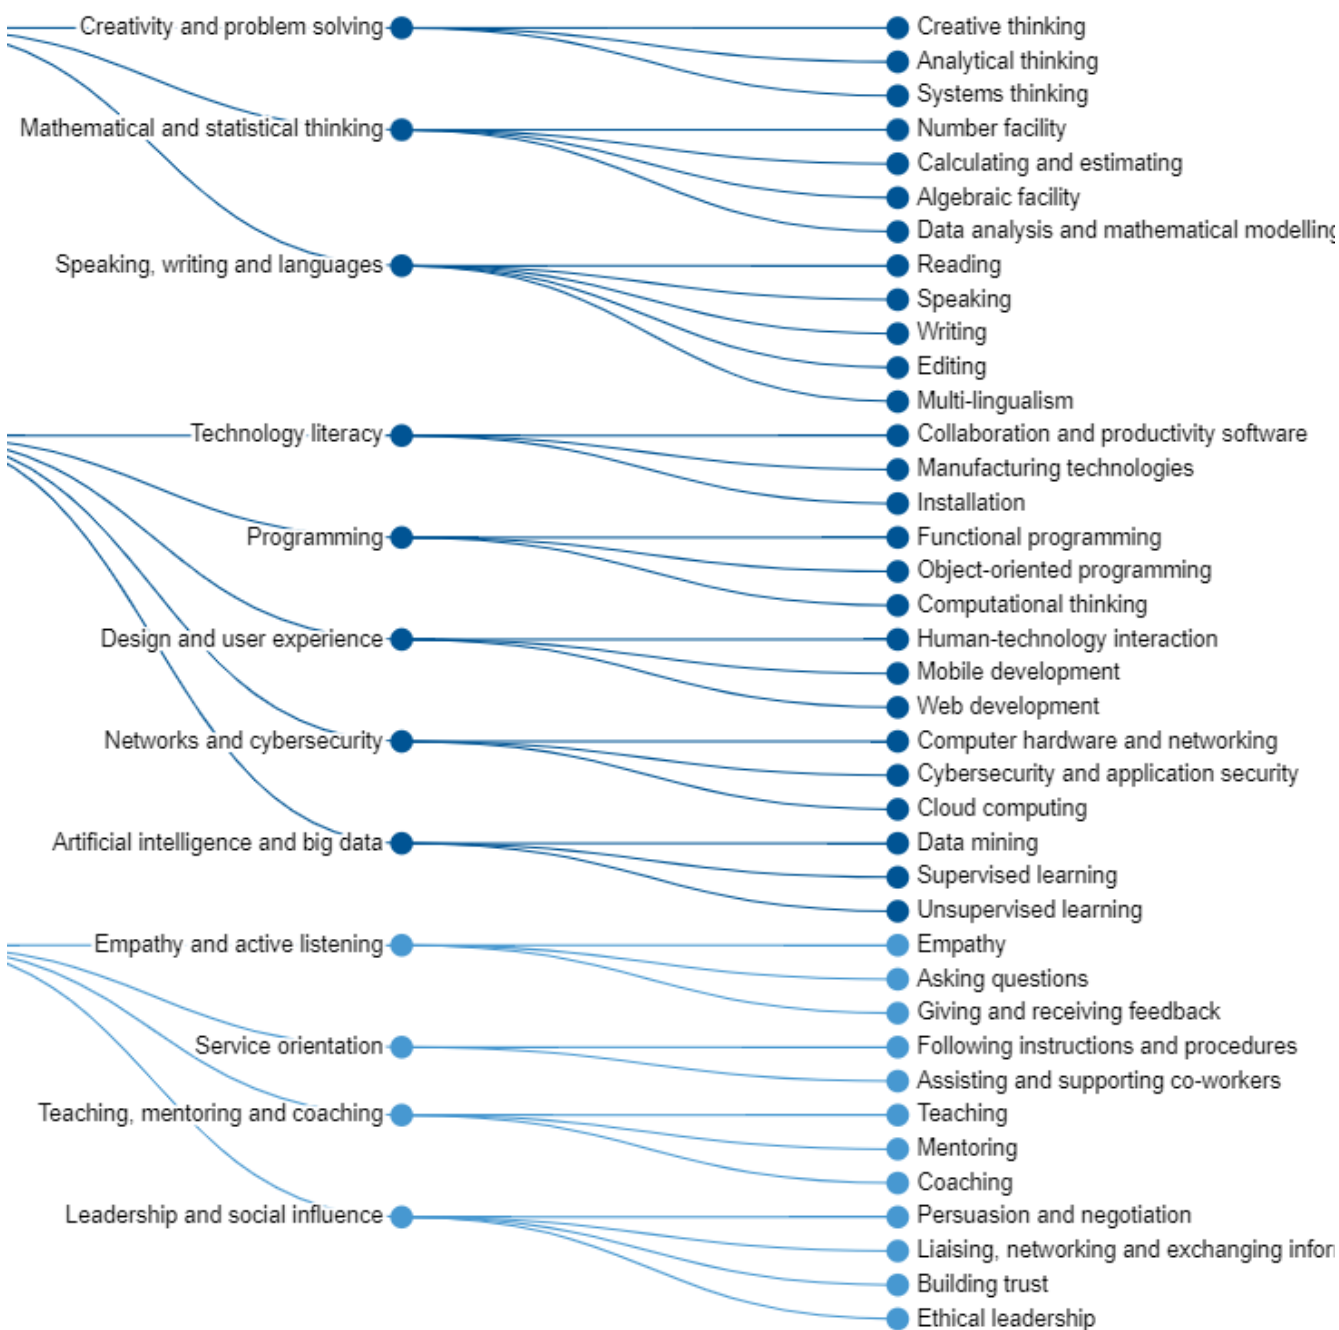 Creativity and problem solving
Creative thinking
Analytical thinking
Systems thinking
Mathematical and statistical thinking
Number facility
Calculating and estimating
Algebraic facility
Data analysis and mathematical modelling
Speaking, writing and languages
Reading
Speaking
Writing
Editing
Multi-lingualism
Technology literacy
Collaboration and productivity software
Manufacturing technologies
Installation
Programming
Functional programming
Object-oriented programming
Computational thinking
Design and user experience
Human-technology interaction
Mobile development
Web development
Networks and cybersecurity
Computer hardware and networking
Cybersecurity and application security
Cloud computing
Artificial intelligence and big data
Data mining
Supervised learning
Unsupervised learning
Empathy and active listening
Empathy
Asking questions
Giving and receiving feedback
Service orientation
Following instructions and procedures
Assisting and supporting co-workers
Teaching, mentoring and coaching
Teaching
Mentoring
Coaching
Leadership and social influence
Persuasion and negotiation
Liaising, networking and exchanging
Building trust
Ethical leadership